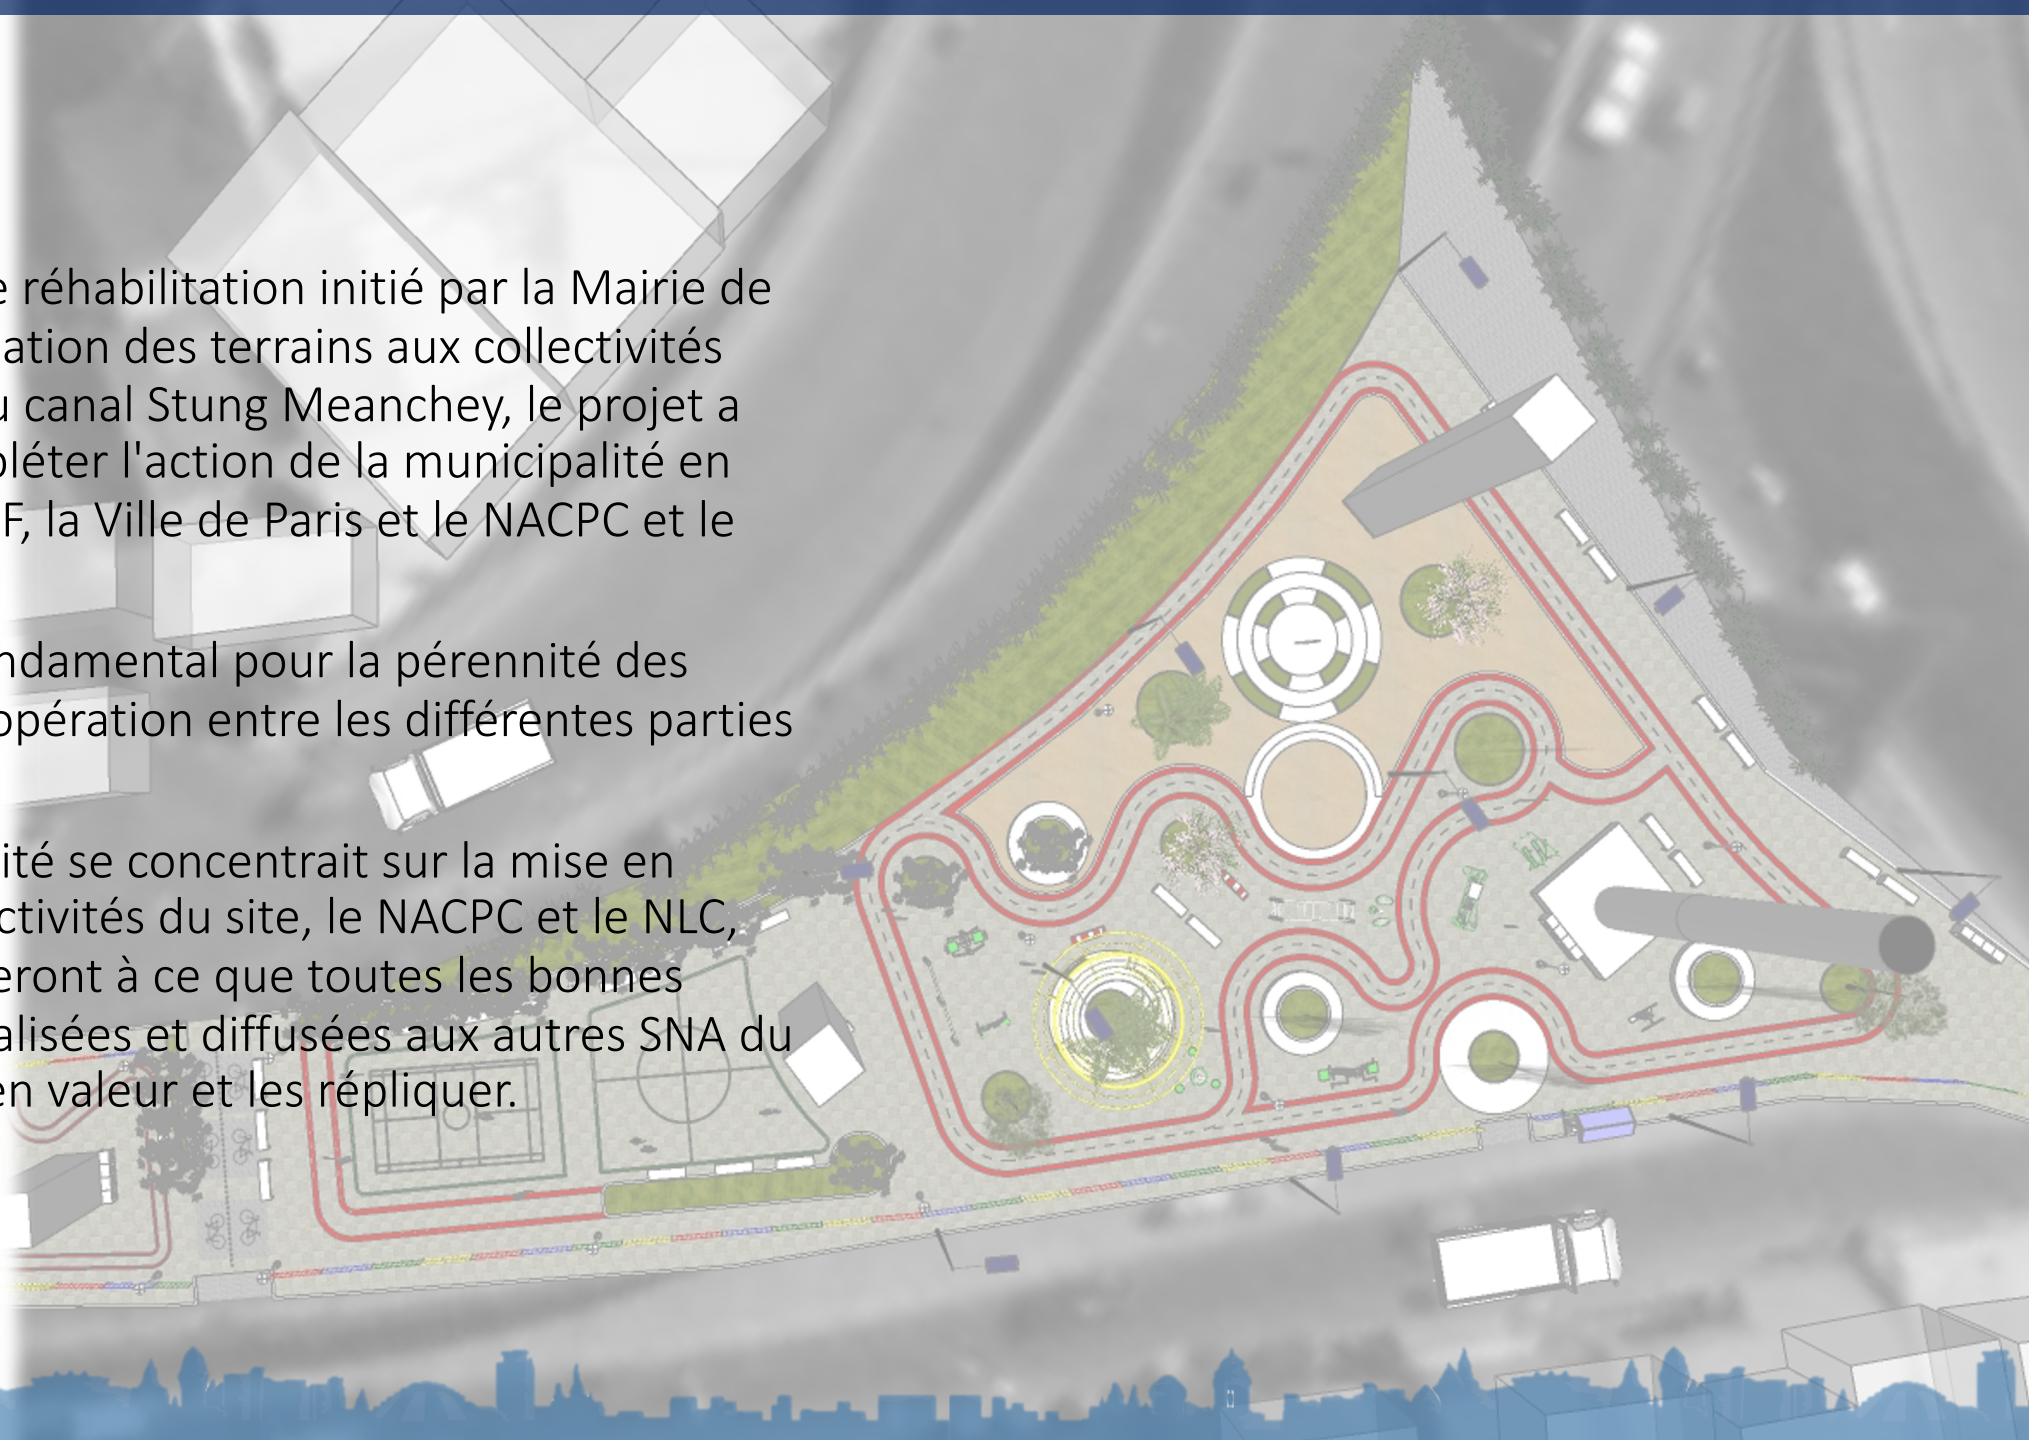 réhabilitation initié par la Mairie de
ation des terrains aux collectivités
canal Stung Meanchey, le projet a
pléter l'action de la municipalité en
F, la Ville de Paris et le NACPC et le
ndamental pour la pérennité des
opération entre les différentes parties
ité se concentrait sur la mise en
ctivités du site, le NACPC et le NLC,
eront à ce que toutes les bonnes
alisées et diffusées aux autres SNA du
en valeur et les répliquer.